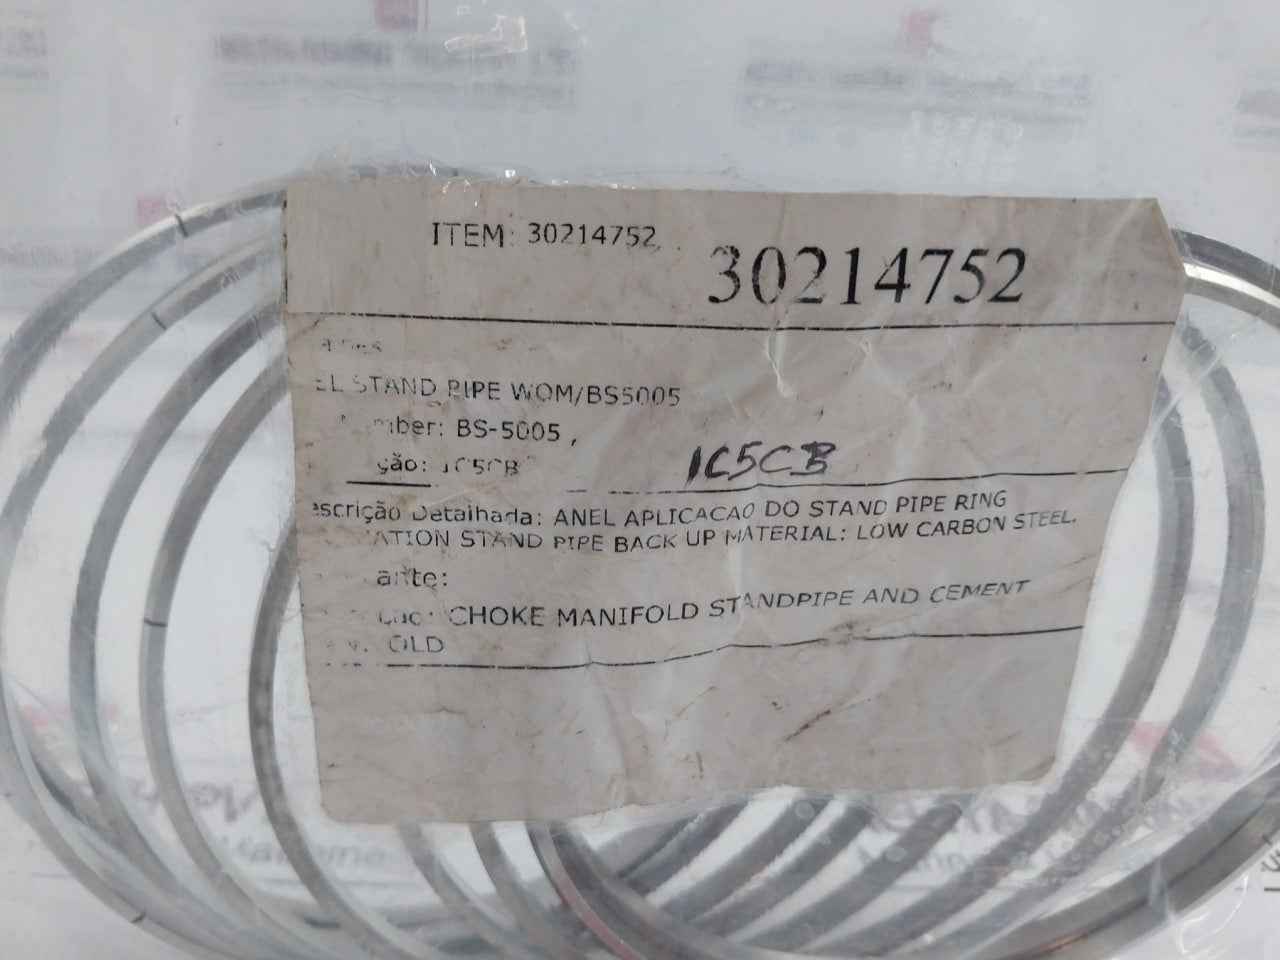 ITEM: 30214752
30214752
EL STAND PIPE WOM/BS5005
mber: BS-5005 ,
ção: 1C5CB
1C5CB
escrição Detalhada: ANEL APLICACAO DO STAND PIPE RING
ATION STAND PIPE BACK UP MATERIAL: LOW CARBON STEEL.
ante:
CHOKE MANIFOLD STANDPIPE AND CEMENT
OLD